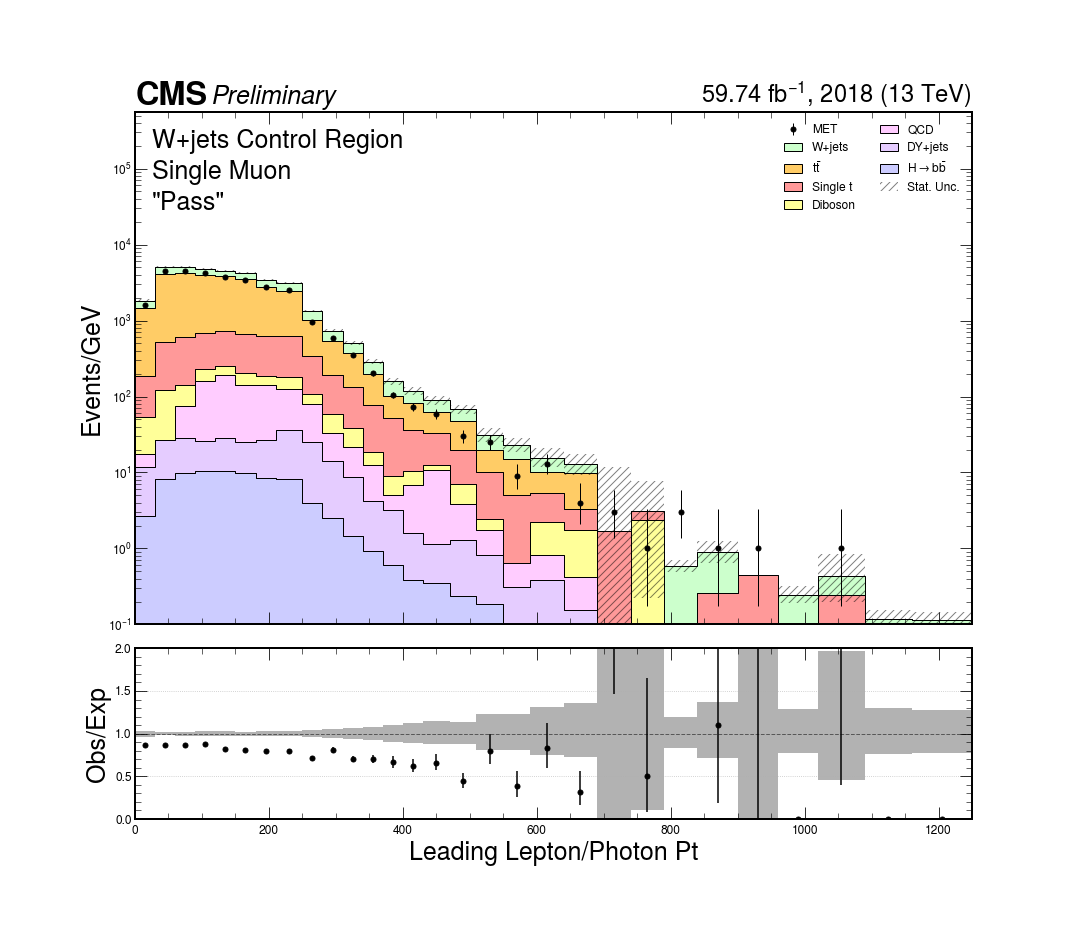 CMS Preliminary
59.74 fb⁻¹, 2018 (13 TeV)
W+jets Control Region
Single Muon
"Pass"
MET
W+jets
tt̄
Single t
Diboson
QCD
DY+jets
H→bb̄
Stat. Unc.
Events/GeV
10⁵
10⁴
10³
10²
10¹
10⁰
10⁻¹
Obs/Exp
2.0
1.5
1.0
0.5
0.0
0 200 400 600 800 1000 1200
Leading Lepton/Photon Pt